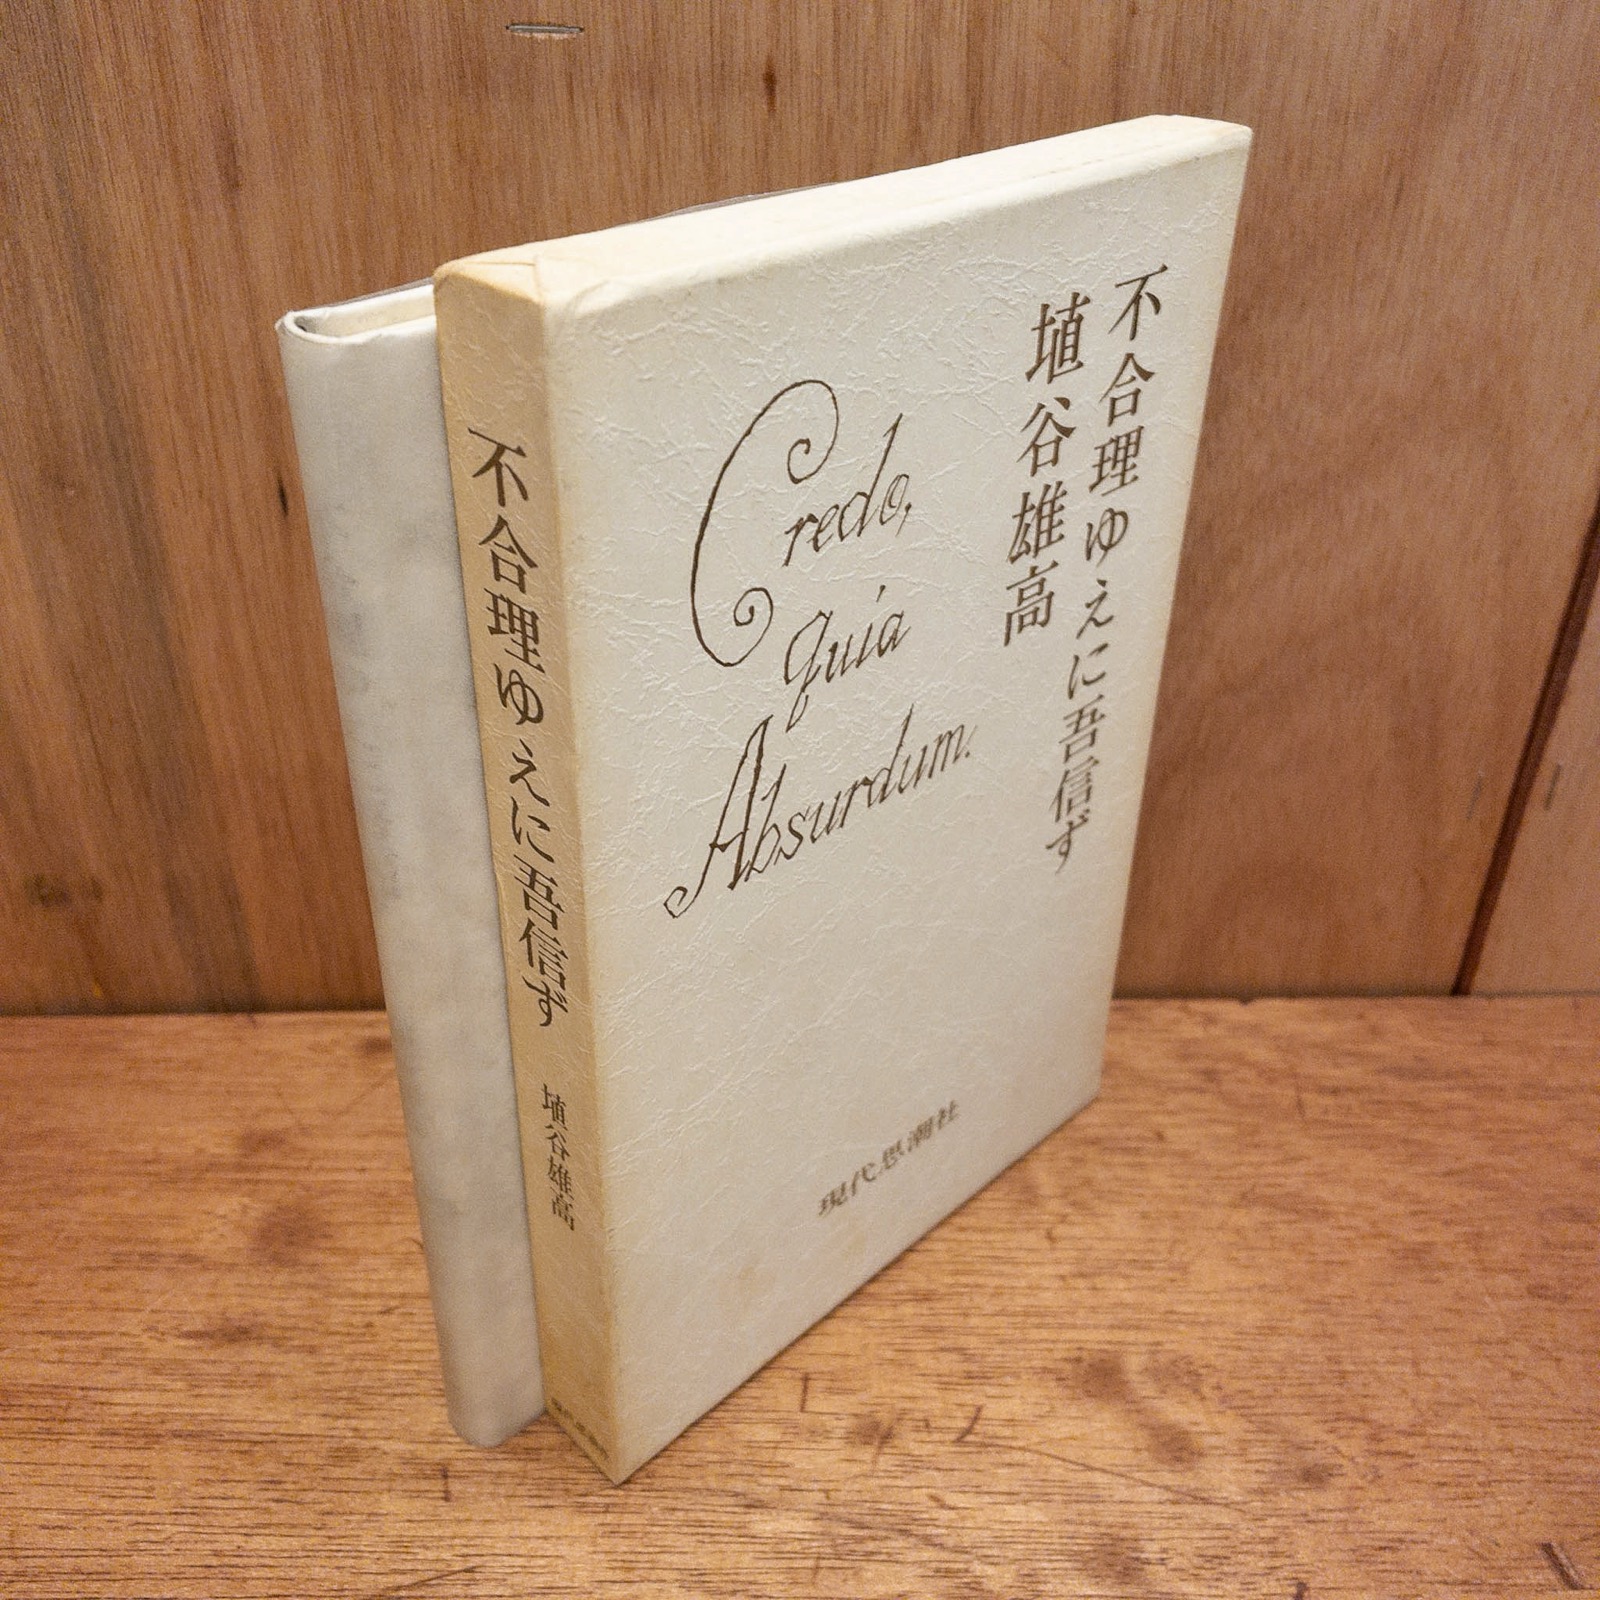 不合理ゆえに吾信ず
埴谷雄高
Credo,
quia
Absurdum.
現代思潮社
不合理ゆえに吾信ず
埴谷雄高